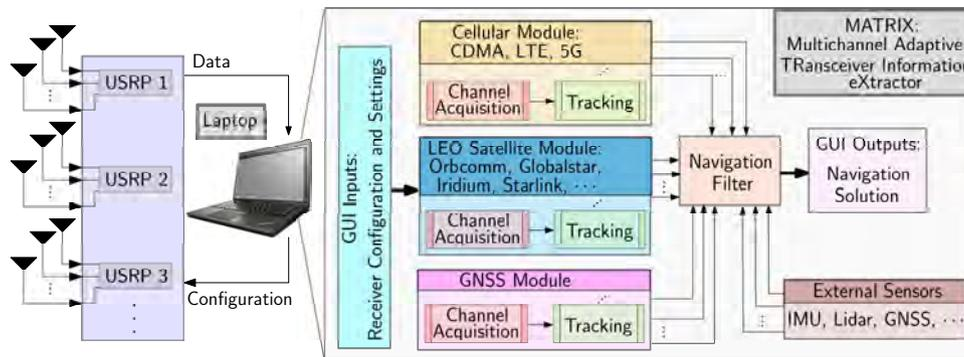 USRP 1
USRP 2
USRP 3
Data
Laptop
Configuration
GUI Inputs:
Receiver Configuration and Settings
Cellular Module:
CDMA, LTE, 5G
Channel
Acquisition
Tracking
LEO Satellite Module:
Orbcomm, Globalstar,
Iridium, Starlink, ···
Channel
Acquisition
Tracking
GNSS Module
Channel
Acquisition
Tracking
Navigation
Filter
MATRIX:
Multichannel Adaptive
TRansceiver Information
eXtractor
GUI Outputs:
Navigation
Solution
External Sensors
IMU, Lidar, GNSS, ···